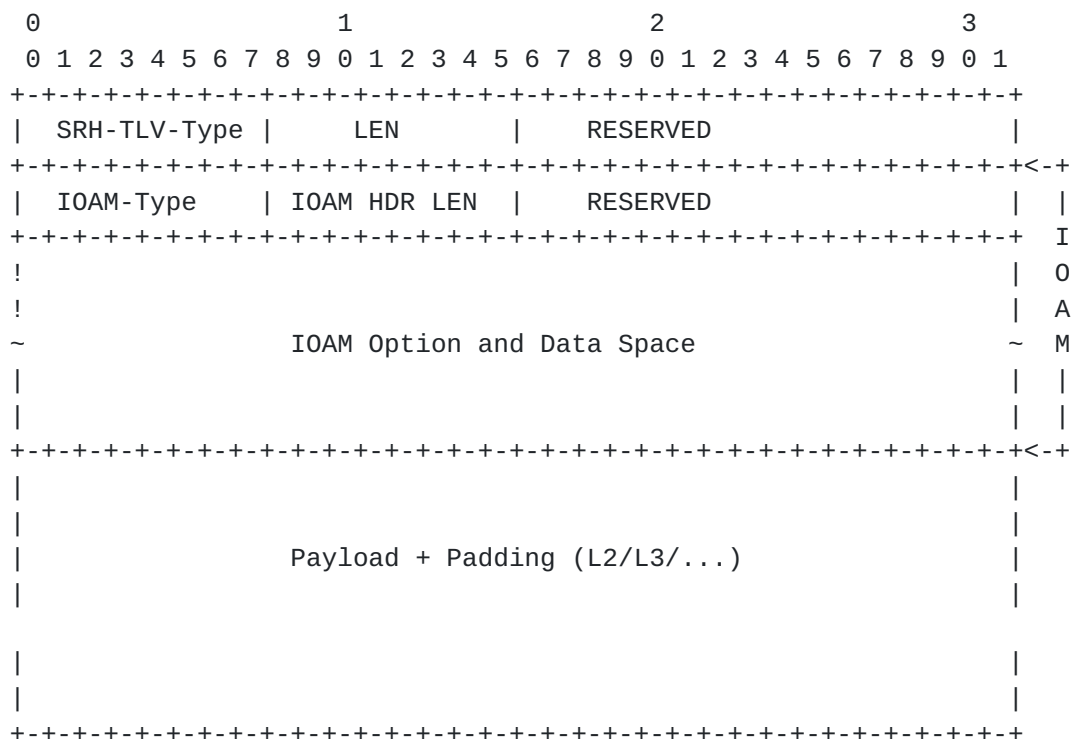 0                   1                   2                   3
 0 1 2 3 4 5 6 7 8 9 0 1 2 3 4 5 6 7 8 9 0 1 2 3 4 5 6 7 8 9 0 1
+-+-+-+-+-+-+-+-+-+-+-+-+-+-+-+-+-+-+-+-+-+-+-+-+-+-+-+-+-+-+-+-+
|  SRH-TLV-Type |     LEN       |    RESERVED                   |
+-+-+-+-+-+-+-+-+-+-+-+-+-+-+-+-+-+-+-+-+-+-+-+-+-+-+-+-+-+-+-+-+<-+
|  IOAM-Type    | IOAM HDR LEN  |    RESERVED                   |  |
+-+-+-+-+-+-+-+-+-+-+-+-+-+-+-+-+-+-+-+-+-+-+-+-+-+-+-+-+-+-+-+-+  I
!                                                               |  O
!                                                               |  A
~                 IOAM Option and Data Space                    ~  M
|                                                               |  |
|                                                               |  |
+-+-+-+-+-+-+-+-+-+-+-+-+-+-+-+-+-+-+-+-+-+-+-+-+-+-+-+-+-+-+-+-+<-+
|                                                               |
|                                                               |
|                 Payload + Padding (L2/L3/...)                 |
|                                                               |
|                                                               |
|                                                               |
+-+-+-+-+-+-+-+-+-+-+-+-+-+-+-+-+-+-+-+-+-+-+-+-+-+-+-+-+-+-+-+-+